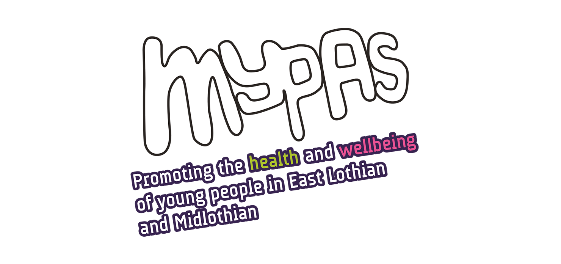 mypas
Promoting the health and wellbeing
of young people in East Lothian
and Midlothian